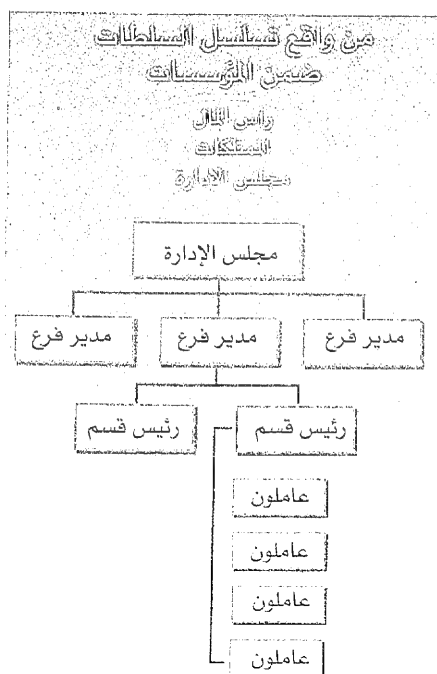 من واقع تسلسل السلطات
ضمن المؤسسات
رأس المال
الممتلكات
مجلس الإدارة
مجلس الإدارة
مدير فرع مدير فرع مدير فرع
رئيس قسم رئيس قسم
عاملون
عاملون
عاملون
عاملون